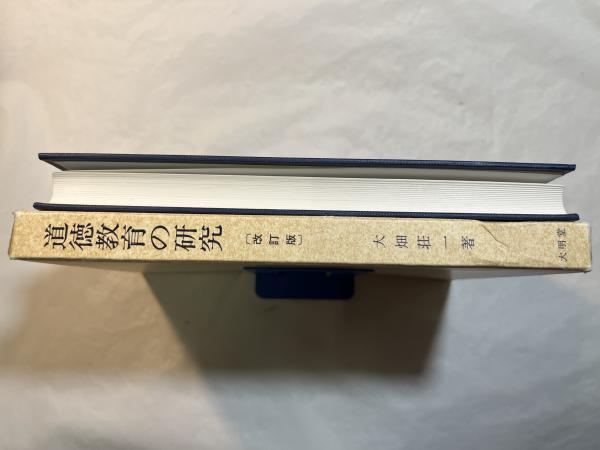 道徳教育の研究
［改訂版］
大畑荘一著
大明堂